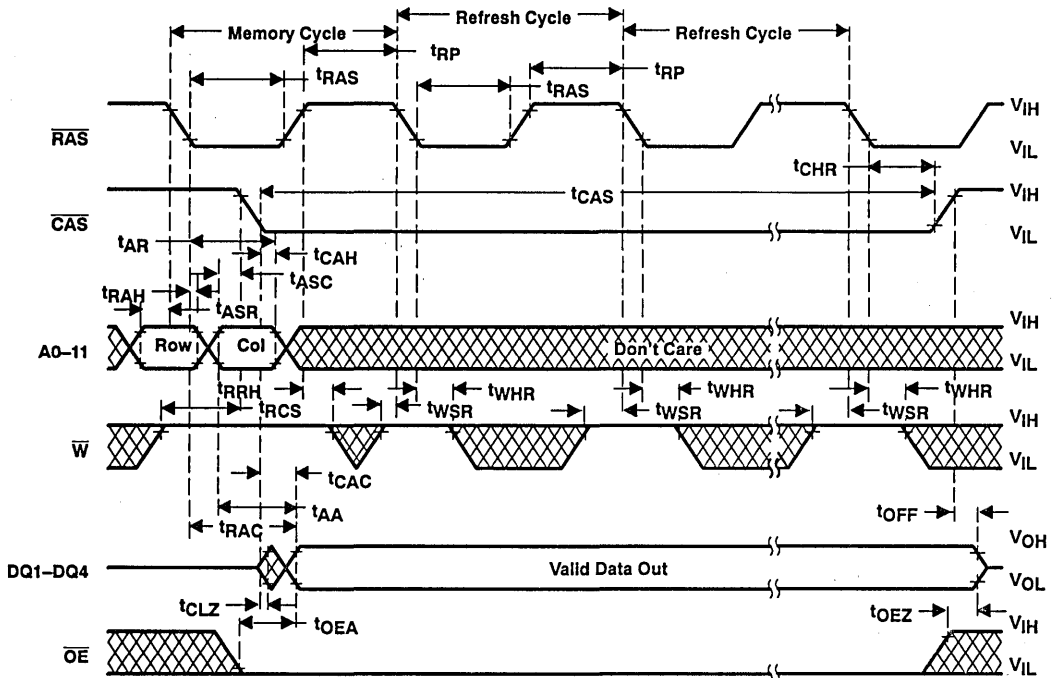 Memory Cycle
Refresh Cycle
Refresh Cycle
tRP
tRAS
tRP
tRAS
RAS
VIH
VIL
tCHR
tCAS
CAS
VIH
VIL
tAR
tCAH
tASC
tRAH
tASR
A0–11
Row
Col
Don't Care
VIH
VIL
tRRH
tRCS
tWHR
tWSR
tWHR
tWSR
tWHR
tWSR
W
VIH
VIL
tCAC
tAA
tRAC
tOFF
DQ1–DQ4
Valid Data Out
VOH
VOL
tCLZ
tOEA
tOEZ
OE
VIH
VIL